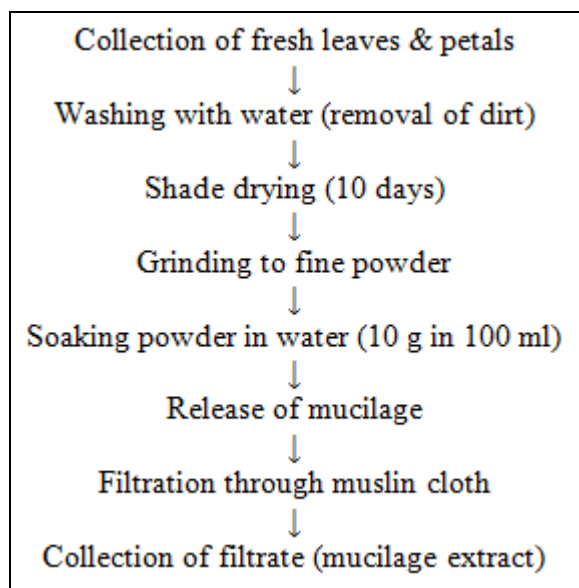 Collection of fresh leaves & petals
↓
Washing with water (removal of dirt)
↓
Shade drying (10 days)
↓
Grinding to fine powder
↓
Soaking powder in water (10 g in 100 ml)
↓
Release of mucilage
↓
Filtration through muslin cloth
↓
Collection of filtrate (mucilage extract)